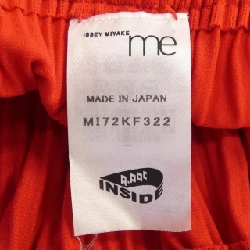 ISSEY MIYAKE
me
MADE IN JAPAN
MI72KF322
A-POC
INSIDE